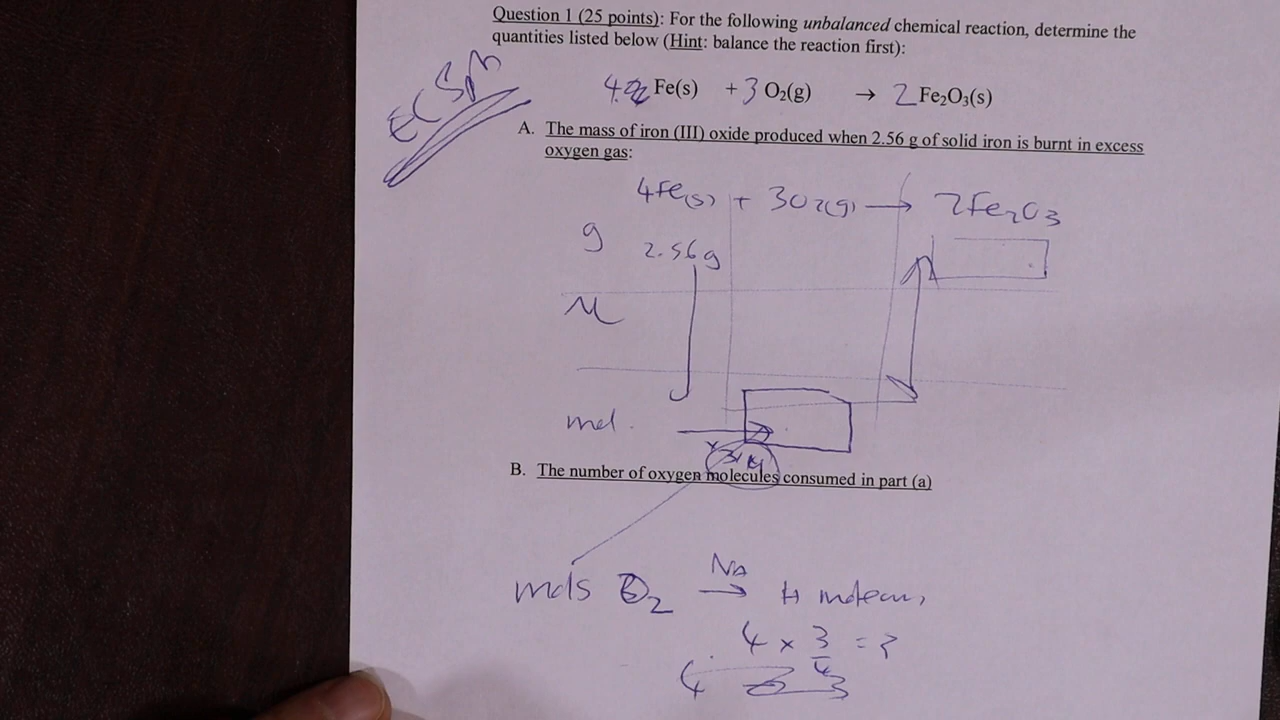 Question 1 (25 points): For the following unbalanced chemical reaction, determine the
quantities listed below (Hint: balance the reaction first):
4 Fe(s) + 3 O₂(g) → 2 Fe₂O₃(s)
ECSM
A. The mass of iron (III) oxide produced when 2.56 g of solid iron is burnt in excess
oxygen gas:
4Fe(s) + 3O2(g) → 2Fe2O3
g 2.56g
M
mol.
B. The number of oxygen molecules consumed in part (a)
mols O2 NA →
4 × 3/4 = 3
4 3